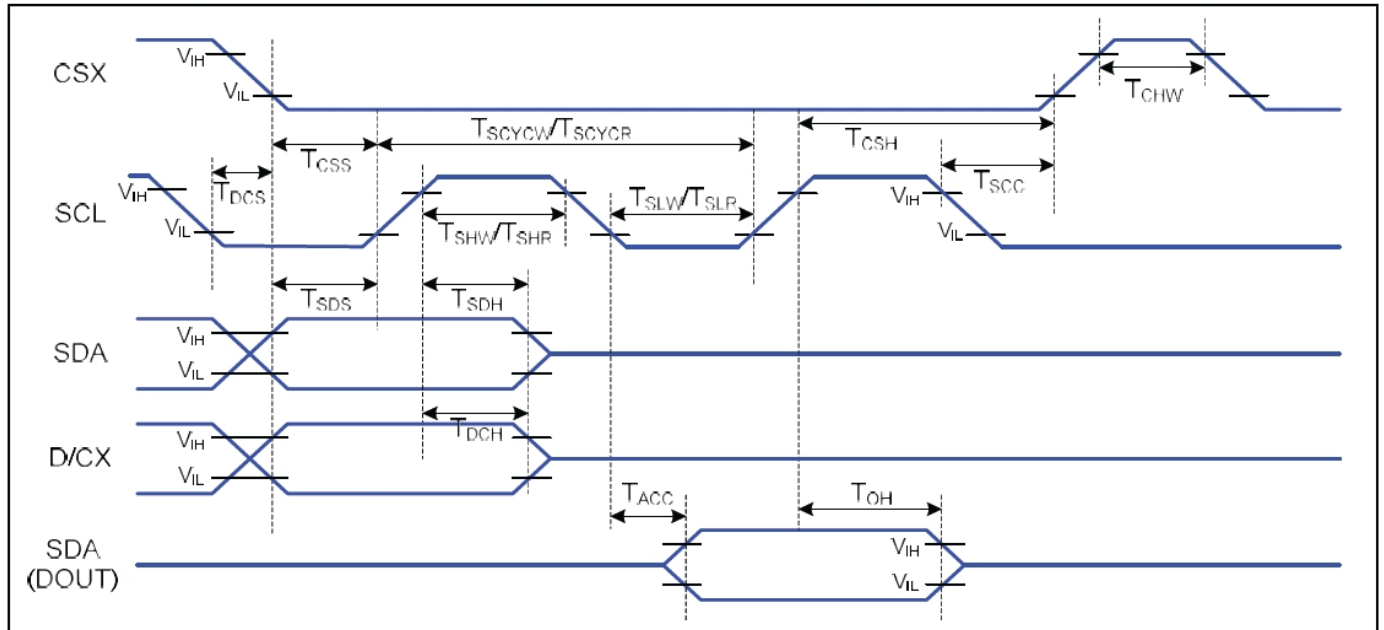 CSX
VIH
VIL
TCHW
TSCYCW/TSCYCR
TCSH
TCSS
TDCS
TSCC
SCL
VIH
VIL
TSHW/TSHR
TSLW/TSLR
VIH
VIL
TSDS
TSDH
SDA
VIH
VIL
TDCH
D/CX
VIH
VIL
TACC
TOH
SDA
(DOUT)
VIH
VIL